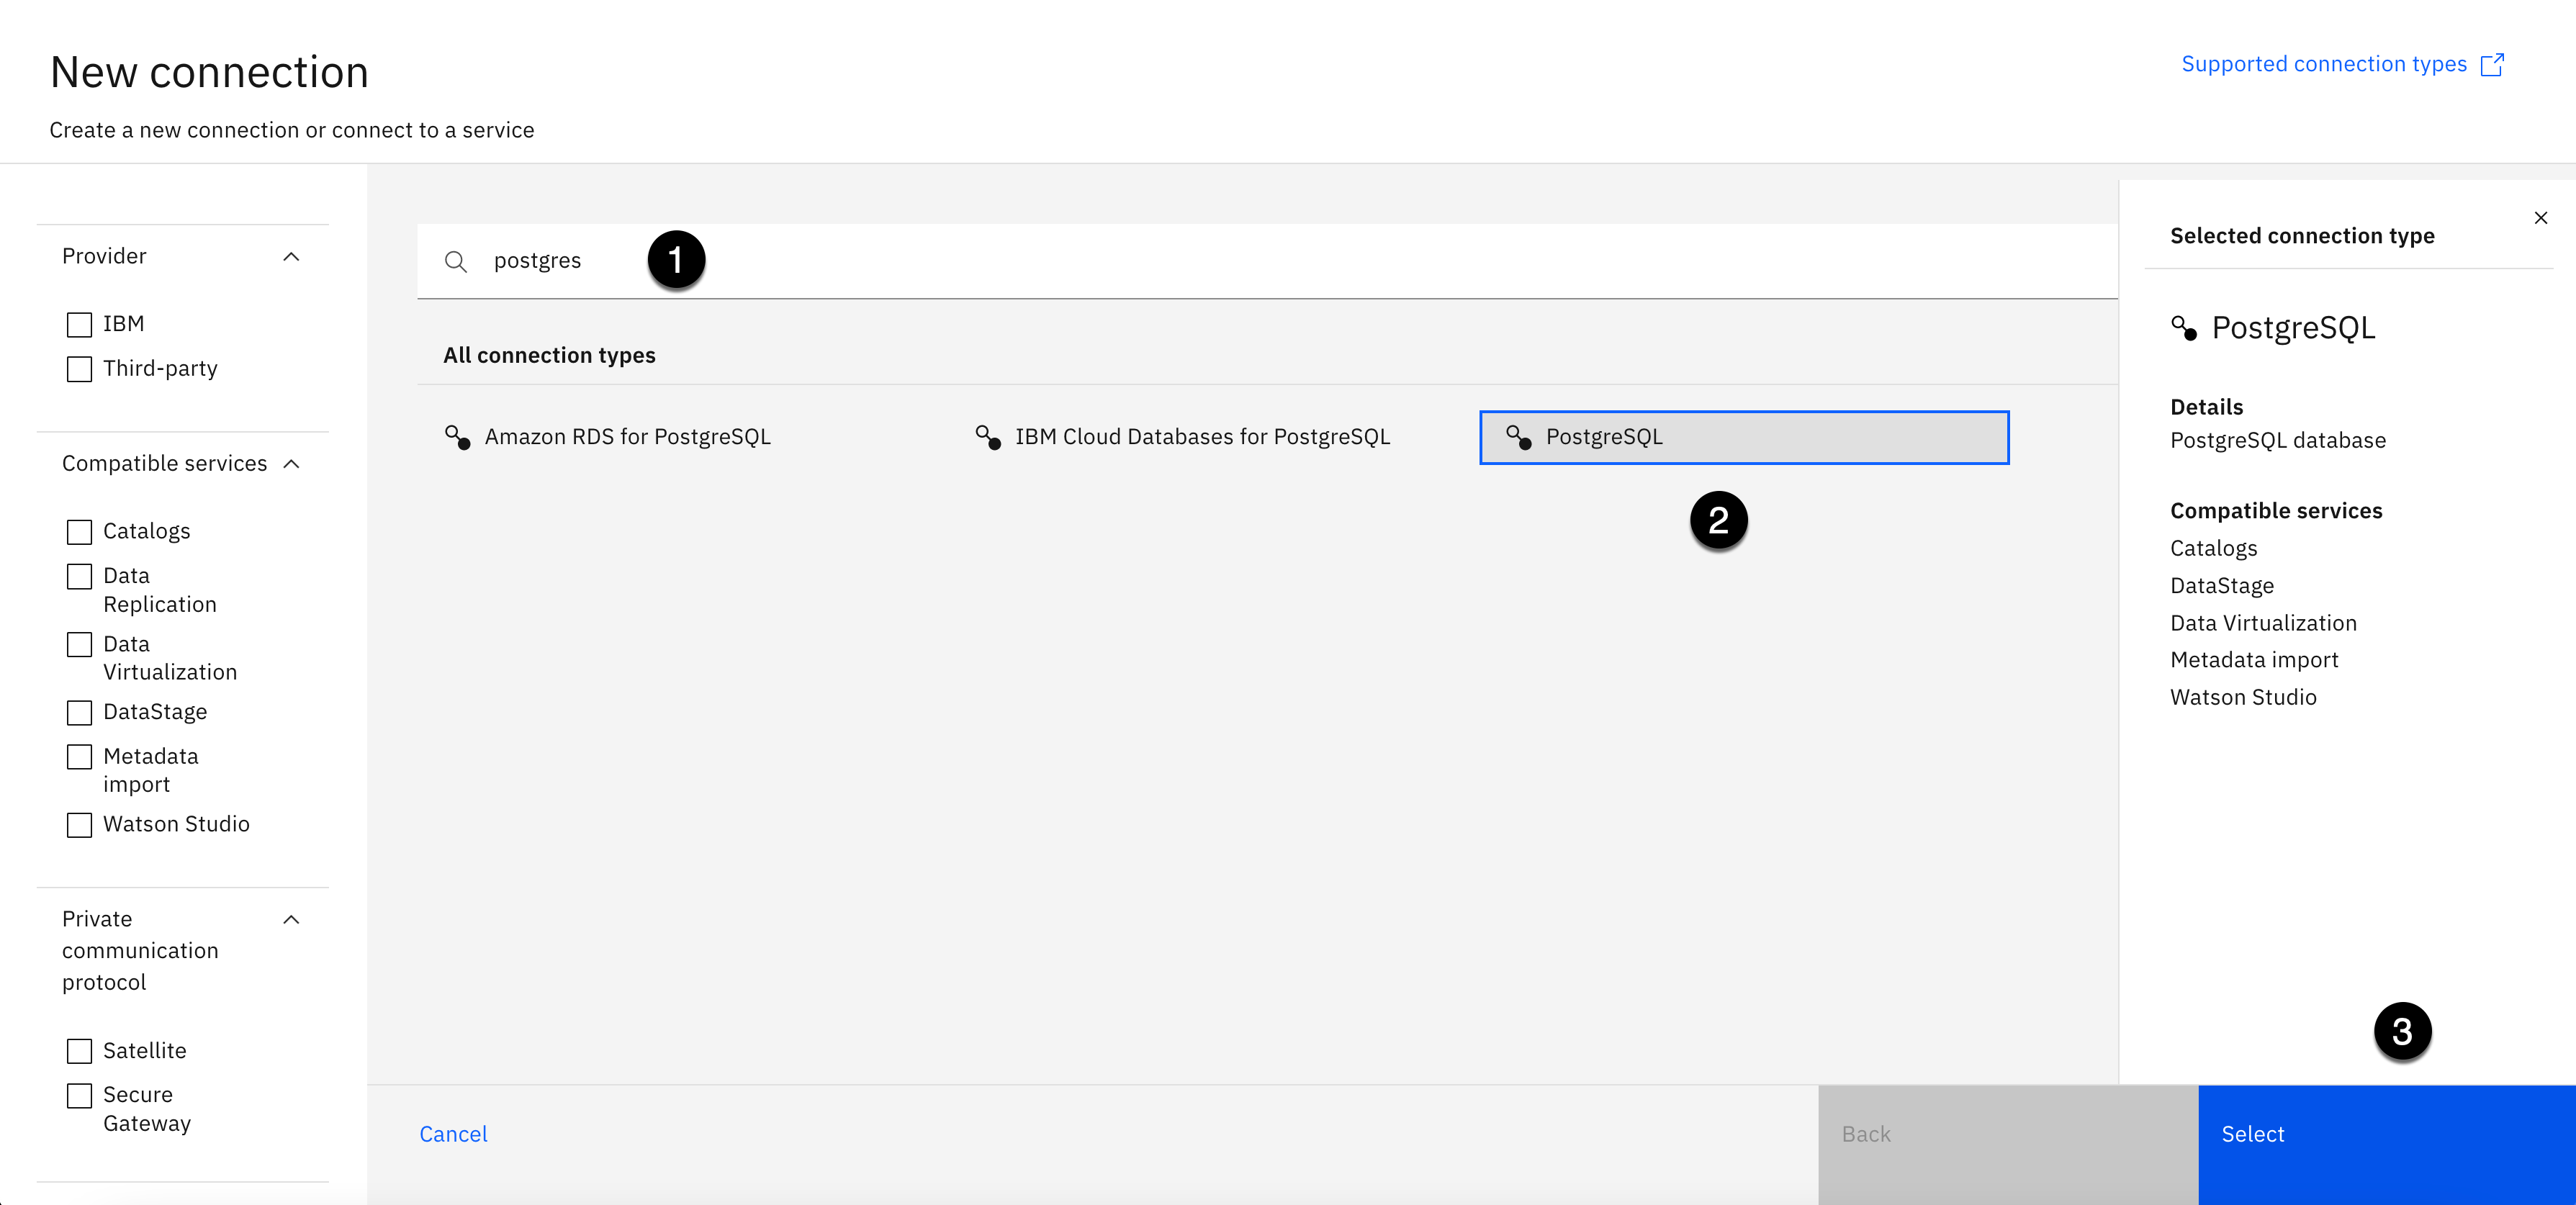 New connection
Supported connection types
Create a new connection or connect to a service
Provider
IBM
Third-party
Compatible services
Catalogs
Data
Replication
Data
Virtualization
DataStage
Metadata
import
Watson Studio
Private
communication
protocol
Satellite
Secure
Gateway
postgres
1
All connection types
Amazon RDS for PostgreSQL
IBM Cloud Databases for PostgreSQL
PostgreSQL
2
Selected connection type
PostgreSQL
Details
PostgreSQL database
Compatible services
Catalogs
DataStage
Data Virtualization
Metadata import
Watson Studio
3
Cancel
Back
Select